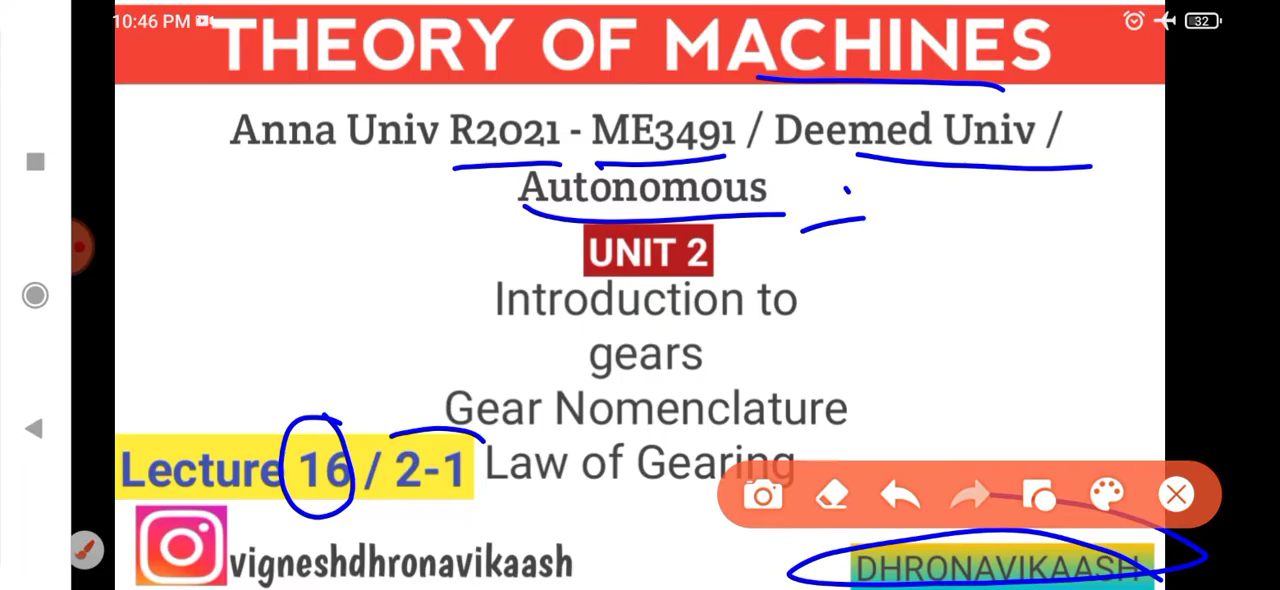 10:46 PM
32
THEORY OF MACHINES
Anna Univ R2021 - ME3491 / Deemed Univ /
Autonomous
UNIT 2
Introduction to
gears
Gear Nomenclature
Law of Gearing
Lecture 16 / 2-1
vigneshdhronavikaash
DHRONAVIKAASH